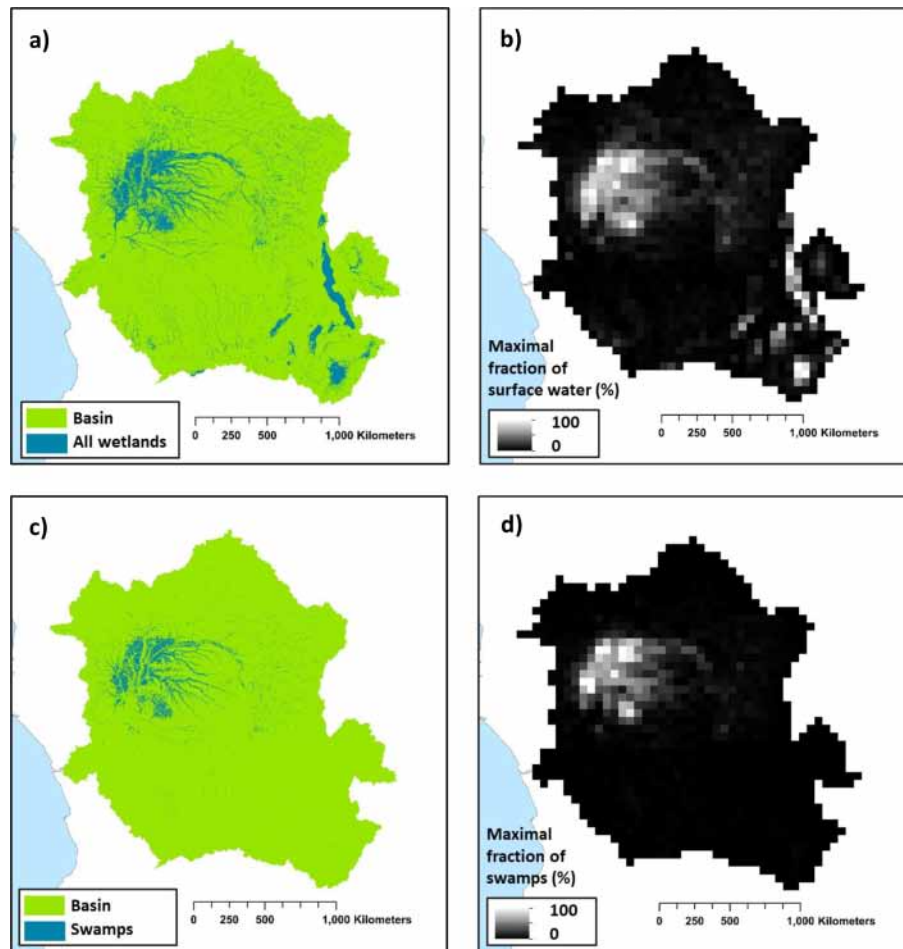 a)
Basin
All wetlands
0 250 500 1,000 Kilometers
b)
Maximal
fraction of
surface water (%)
100
0
0 250 500 1,000 Kilometers
c)
Basin
Swamps
0 250 500 1,000 Kilometers
d)
Maximal
fraction of
swamps (%)
100
0
0 250 500 1,000 Kilometers